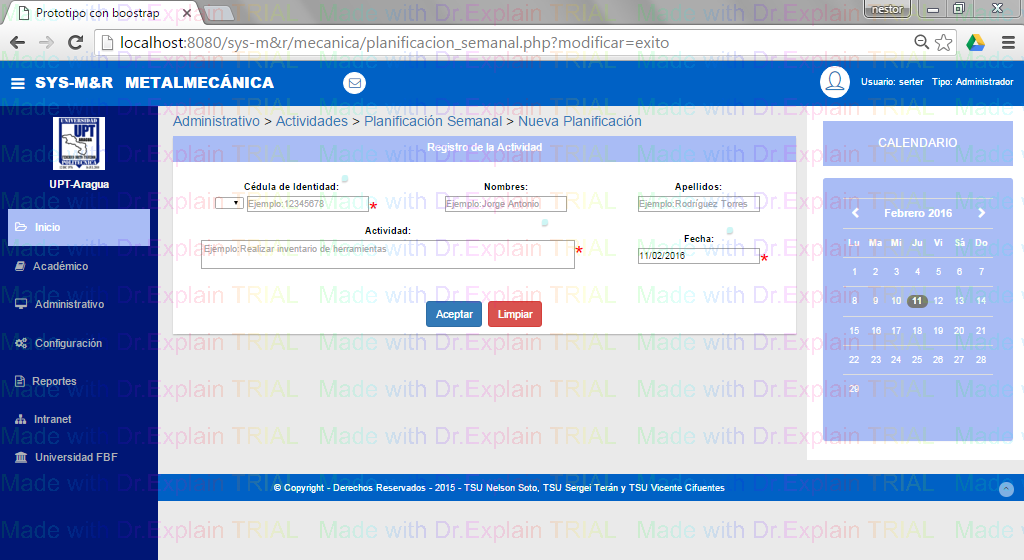 Prototipo con boostrap
nestor
localhost:8080/sys-m&r/mecanica/planificacion_semanal.php?modificar=exito
SYS-M&R METALMECÁNICA
Usuario: serter Tipo: Administrador
UNIVERSIDAD
UPT
ARAGUA
POLITECNICA
UPT-Aragua
Inicio
Académico
Administrativo
Configuración
Reportes
Intranet
Universidad FBF
Administrativo > Actividades > Planificación Semanal > Nueva Planificación
Registro de la Actividad
Cédula de Identidad:
Nombres:
Apellidos:
Ejemplo:12345678
*
Ejemplo:Jorge Antonio
Ejemplo:Rodríguez Torres
Actividad:
Fecha:
Ejemplo:Realizar inventario de herramientas
*
11/02/2016
*
Aceptar
Limpiar
CALENDARIO
Febrero 2016
Lu Ma Mi Ju Vi Sá Do
1 2 3 4 5 6 7
8 9 10 11 12 13 14
15 16 17 18 19 20 21
22 23 24 25 26 27 28
29
© Copyright - Derechos Reservados - 2015 - TSU Nelson Soto, TSU Sergei Terán y TSU Vicente Cifuentes
Made with Dr.Explain TRIAL